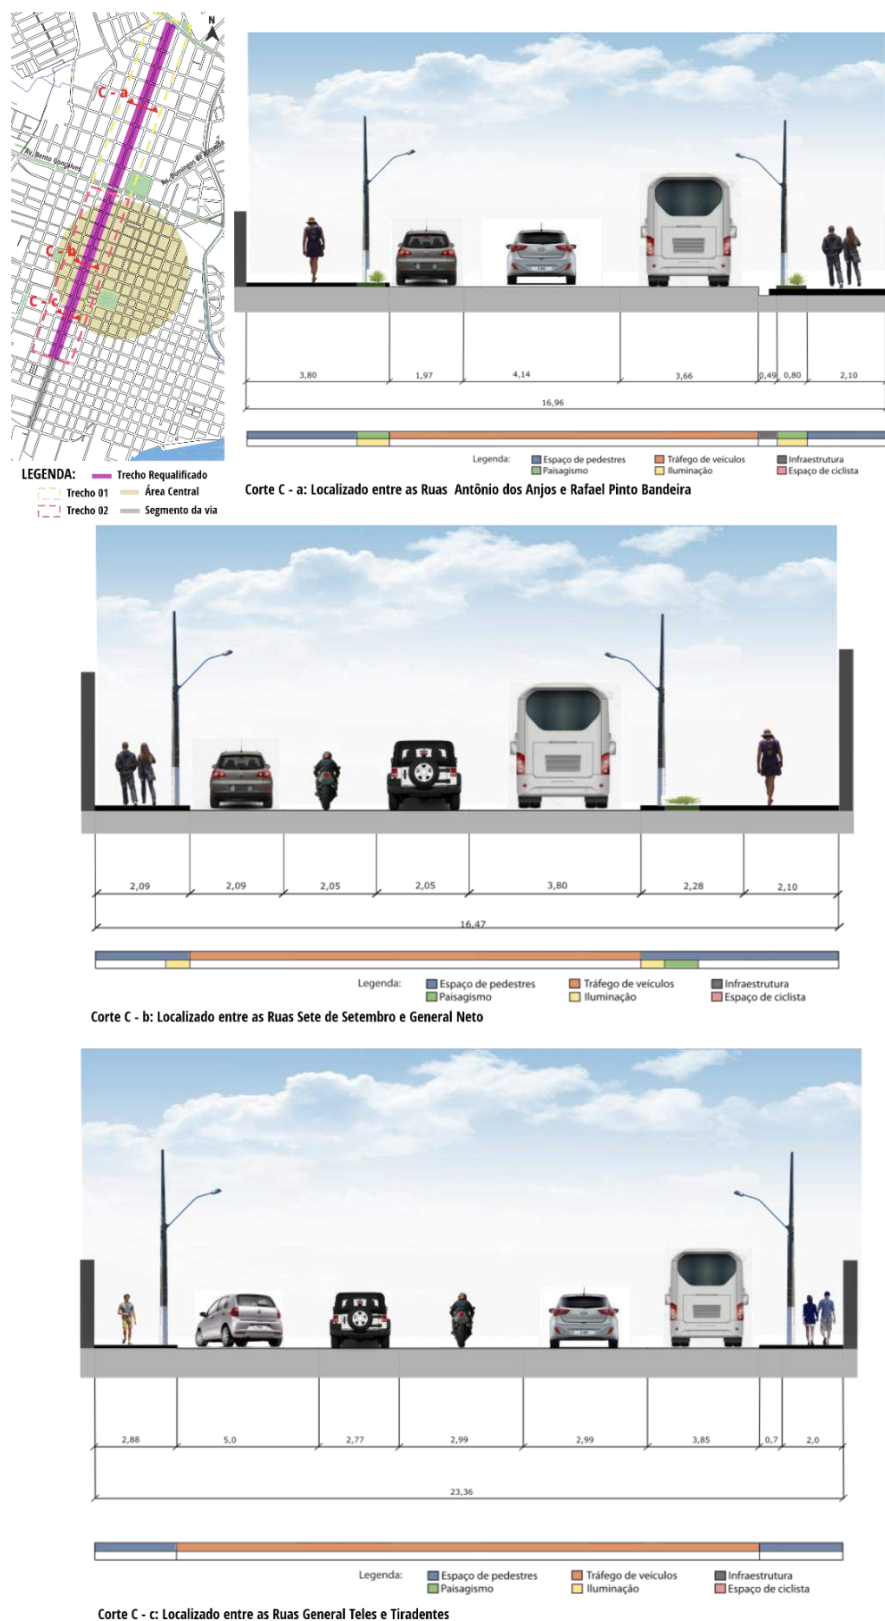 N
C - a
Av. Bento Gonçalves
Av. Domingos de Almeida
C - b
C - c
LEGENDA:
Trecho Requalificado
Trecho 01
Área Central
Trecho 02
Segmento da via
3,80
1,97
4,14
3,66
0,49
0,80
2,10
16,96
Legenda:
Espaço de pedestres
Tráfego de veículos
Infraestrutura
Paisagismo
Iluminação
Espaço de ciclista
Corte C - a: Localizado entre as Ruas Antônio dos Anjos e Rafael Pinto Bandeira
2,09
2,09
2,05
2,05
3,80
2,28
2,10
16,47
Legenda:
Espaço de pedestres
Tráfego de veículos
Infraestrutura
Paisagismo
Iluminação
Espaço de ciclista
Corte C - b: Localizado entre as Ruas Sete de Setembro e General Neto
2,88
5,0
2,77
2,99
2,99
3,85
0,7
2,0
23,36
Legenda:
Espaço de pedestres
Tráfego de veículos
Infraestrutura
Paisagismo
Iluminação
Espaço de ciclista
Corte C - c: Localizado entre as Ruas General Teles e Tiradentes